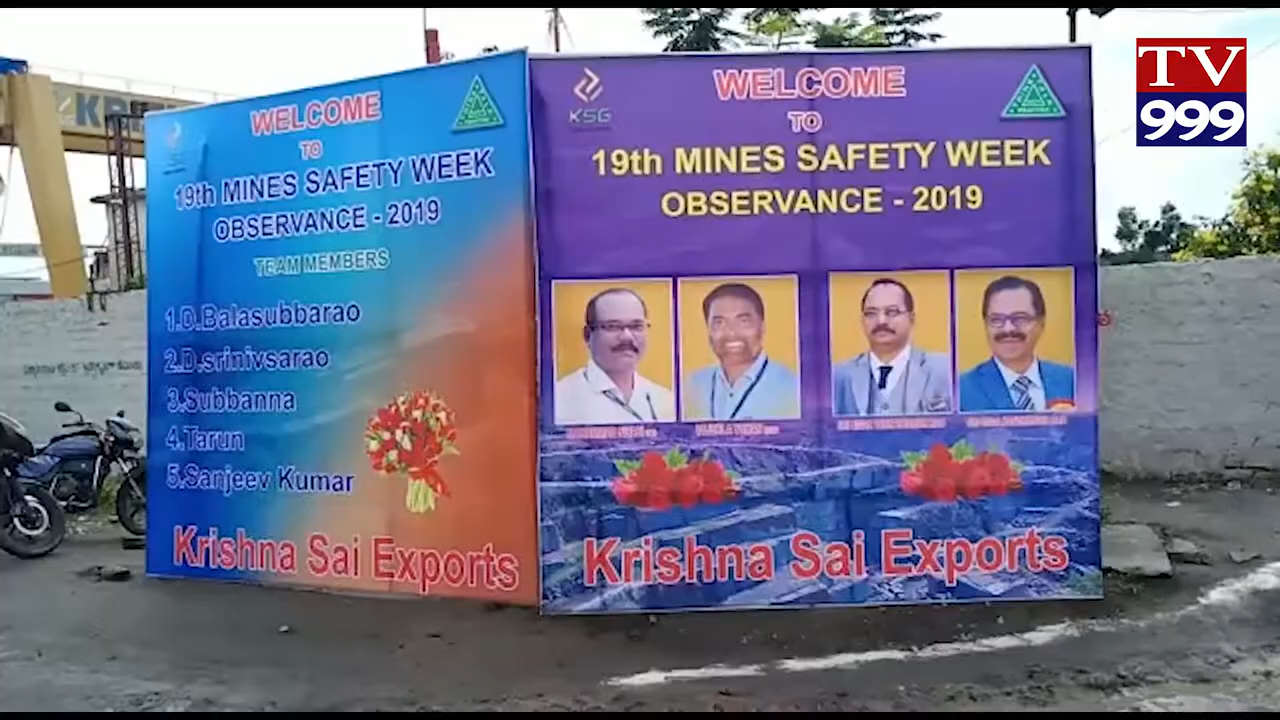 TV
999
WELCOME
TO
19th MINES SAFETY WEEK
OBSERVANCE - 2019
TEAM MEMBERS
1.D.Balasubbarao
2.D.srinivsarao
3.Subbanna
4.Tarun
5.Sanjeev Kumar
Krishna Sai Exports
KSG
WELCOME
TO
19th MINES SAFETY WEEK
OBSERVANCE - 2019
Krishna Sai Exports